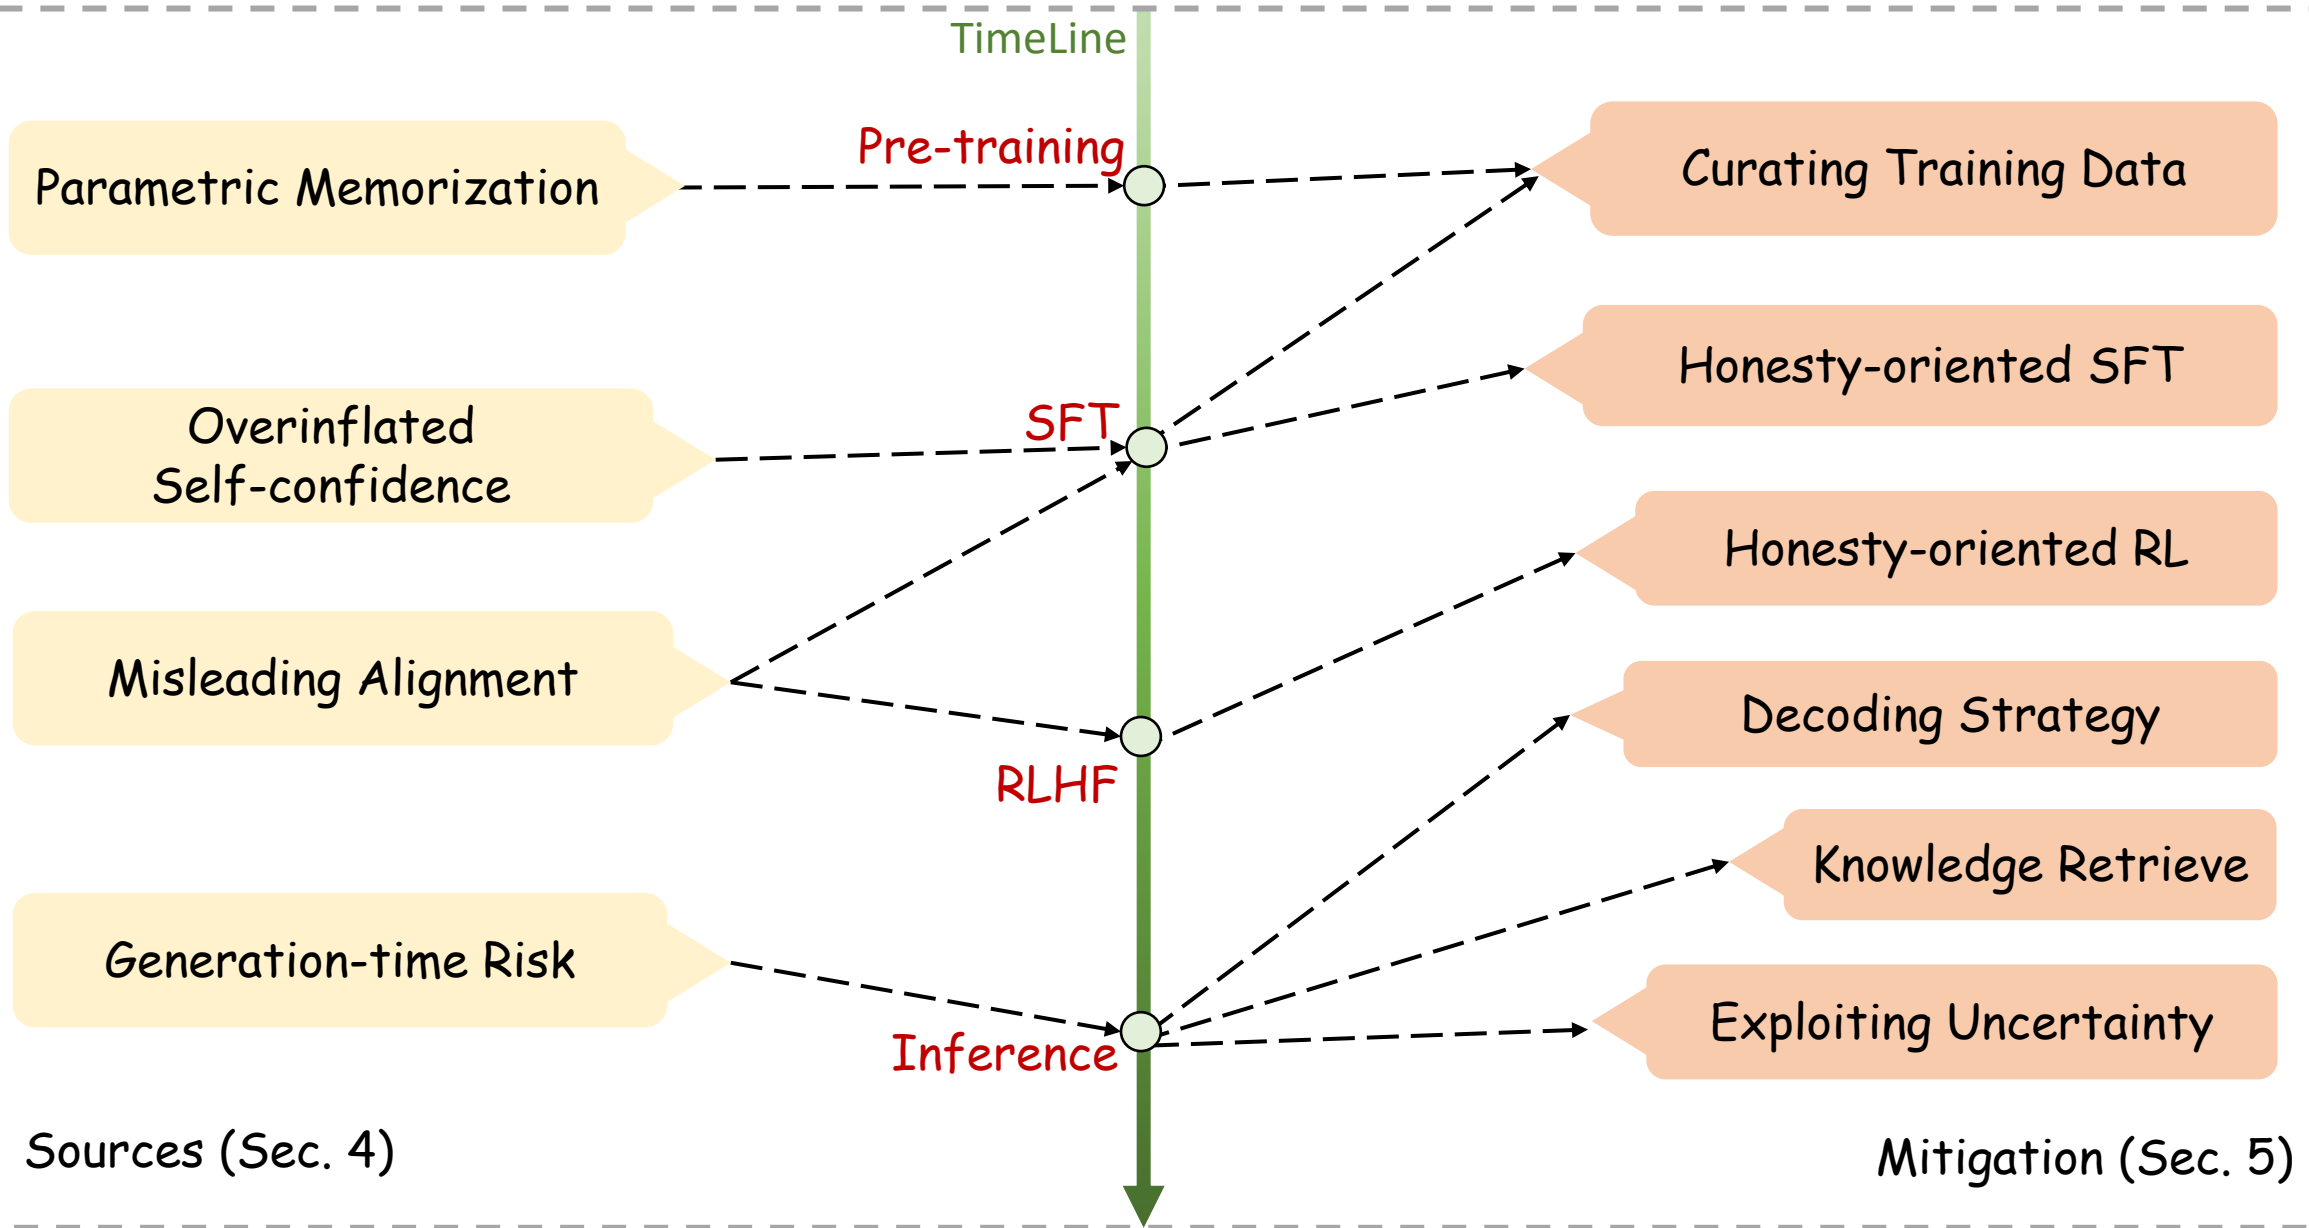 TimeLine
Parametric Memorization
Pre-training
Curating Training Data
Overinflated
Self-confidence
SFT
Honesty-oriented SFT
Honesty-oriented RL
Misleading Alignment
RLHF
Decoding Strategy
Knowledge Retrieve
Generation-time Risk
Inference
Exploiting Uncertainty
Sources (Sec. 4)
Mitigation (Sec. 5)